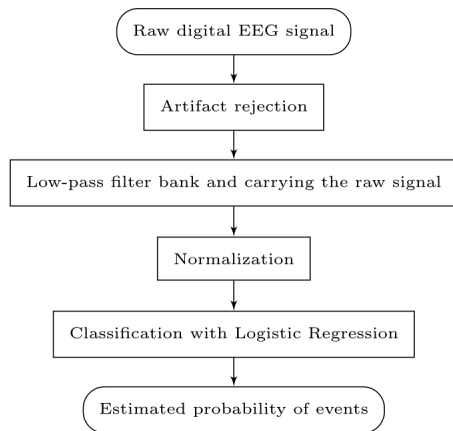 Raw digital EEG signal
Artifact rejection
Low-pass filter bank and carrying the raw signal
Normalization
Classification with Logistic Regression
Estimated probability of events